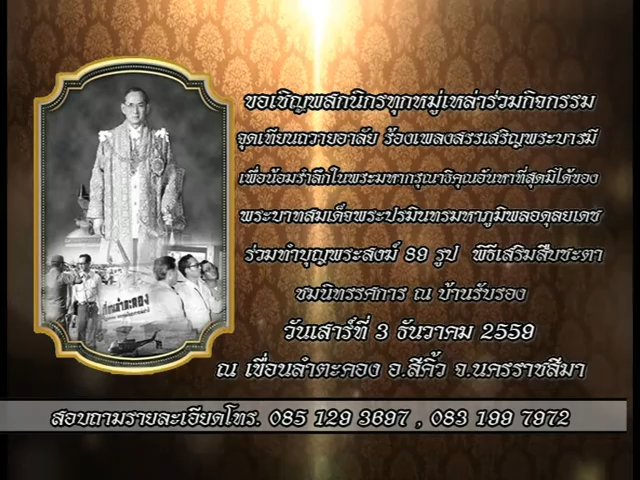 ขอเชิญพสกนิกรทุกหมู่เหล่าร่วมกิจกรรม
จุดเทียนถวายอาลัย ร้องเพลงสรรเสริญพระบารมี
เพื่อน้อมรำลึกในพระมหากรุณาธิคุณอันหาที่สุดมิได้ของ
พระบาทสมเด็จพระปรมินทรมหาภูมิพลอดุลยเดช
ร่วมทำบุญพระสงฆ์ 89 รูป พิธีเสริมสืบชะตา
ชมนิทรรศการ ณ บ้านรับรอง
วันเสาร์ที่ 3 ธันวาคม 2559
ณ เขื่อนลำตะคอง อ.สีคิ้ว จ.นครราชสีมา
สอบถามรายละเอียดโทร. 085 129 3697 , 083 199 7972